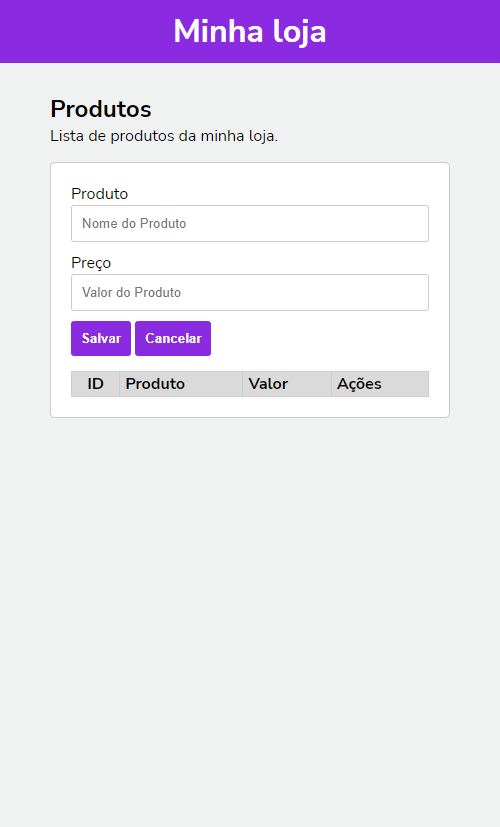 Minha loja
Produtos
Lista de produtos da minha loja.
Produto
Nome do Produto
Preço
Valor do Produto
Salvar Cancelar
ID Produto Valor Ações